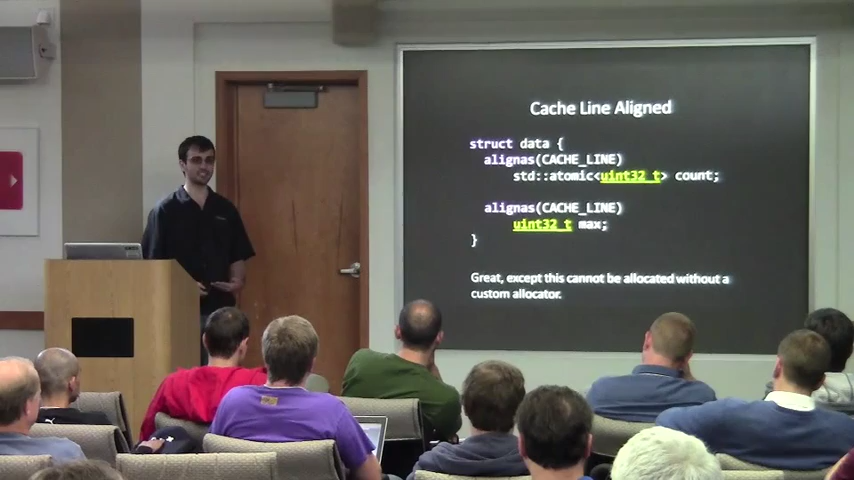 Cache Line Aligned
struct data {
alignas(CACHE_LINE)
std::atomic<uint32_t> count;
alignas(CACHE_LINE)
uint32_t max;
}
Great, except this cannot be allocated without a
custom allocator.